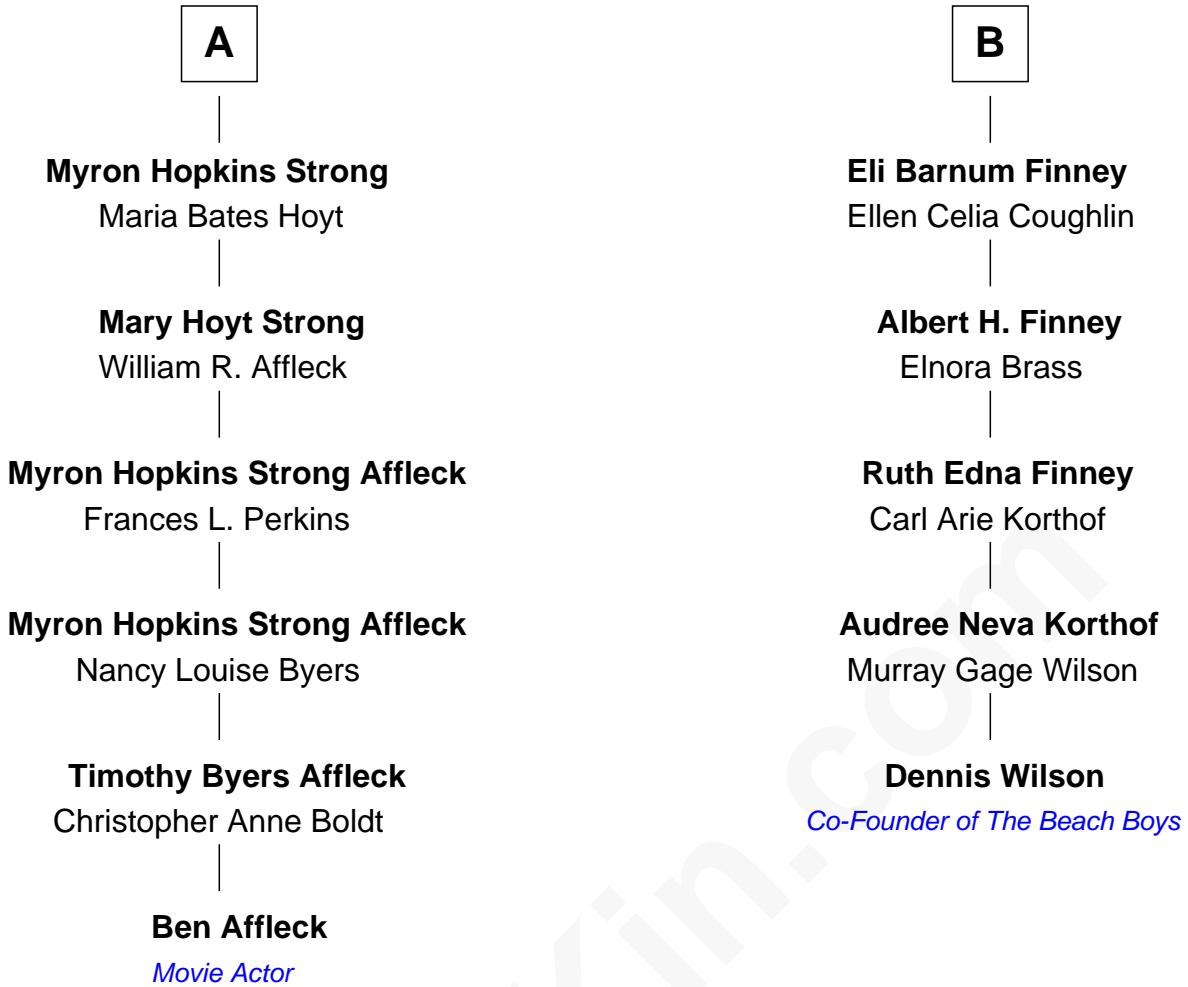 A
Myron Hopkins Strong
Maria Bates Hoyt
Mary Hoyt Strong
William R. Affleck
Myron Hopkins Strong Affleck
Frances L. Perkins
Myron Hopkins Strong Affleck
Nancy Louise Byers
Timothy Byers Affleck
Christopher Anne Boldt
Ben Affleck
Movie Actor
B
Eli Barnum Finney
Ellen Celia Coughlin
Albert H. Finney
Elnora Brass
Ruth Edna Finney
Carl Arie Korthof
Audree Neva Korthof
Murray Gage Wilson
Dennis Wilson
Co-Founder of The Beach Boys
Kin.com